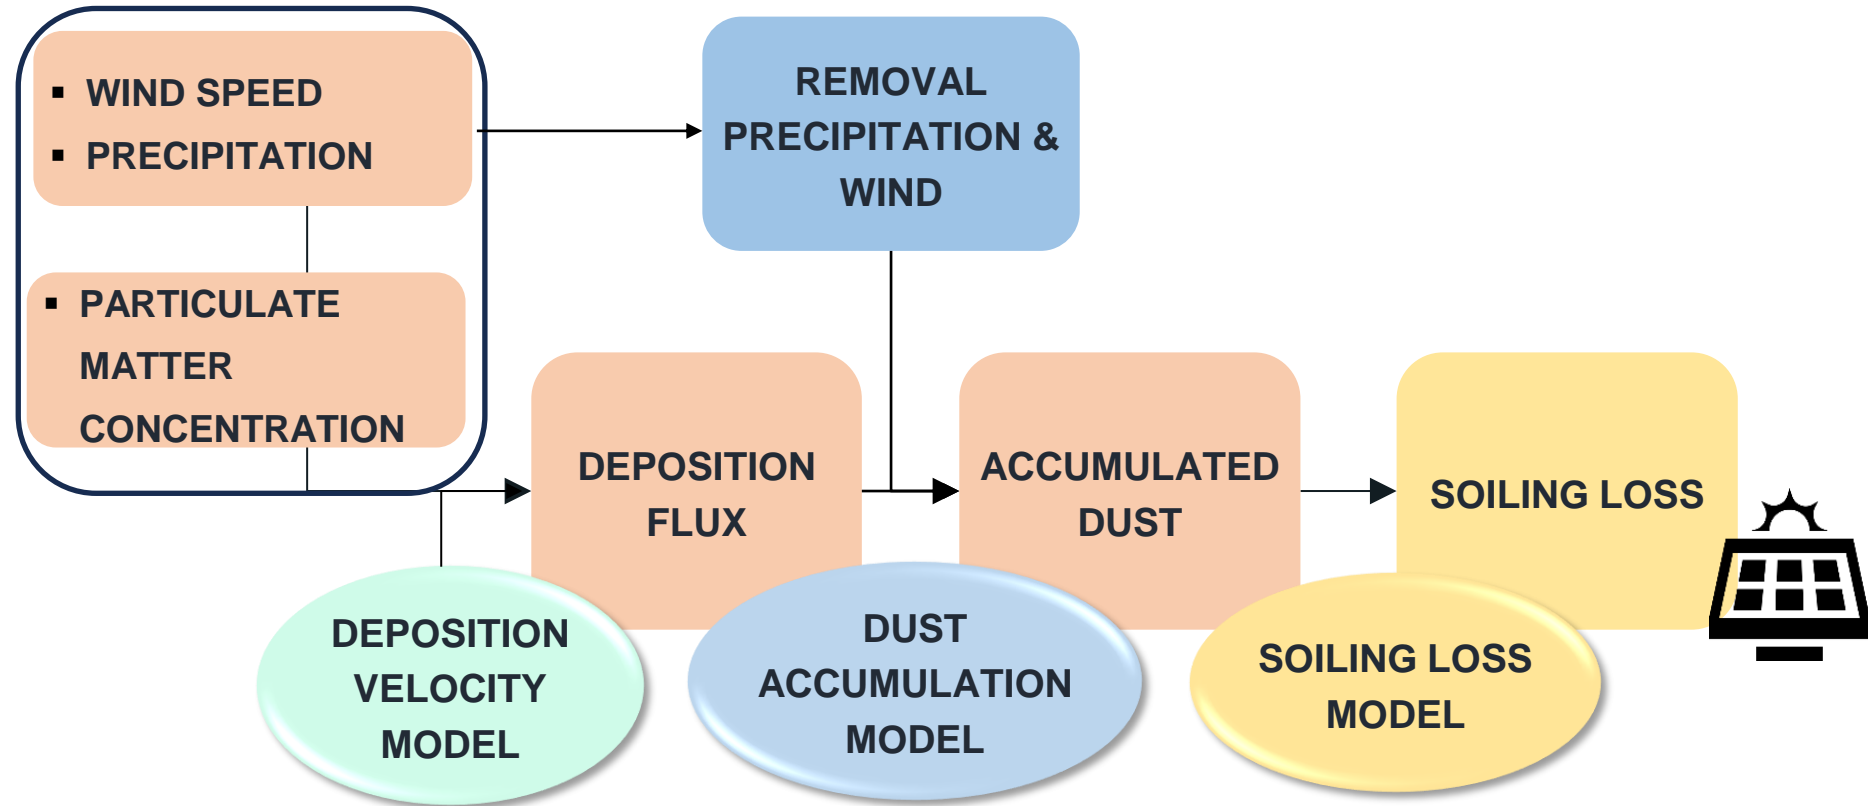 ▪ WIND SPEED
▪ PRECIPITATION
▪ PARTICULATE
MATTER
CONCENTRATION
REMOVAL
PRECIPITATION &
WIND
DEPOSITION
FLUX
ACCUMULATED
DUST
SOILING LOSS
DEPOSITION
VELOCITY
MODEL
DUST
ACCUMULATION
MODEL
SOILING LOSS
MODEL